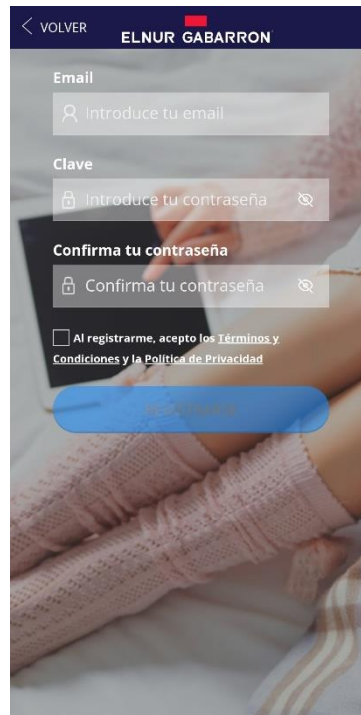 VOLVER
ELNUR GABARRON
Email
Introduce tu email
Clave
Introduce tu contraseña
Confirma tu contraseña
Confirma tu contraseña
Al registrarme, acepto los Términos y
Condiciones y la Política de Privacidad